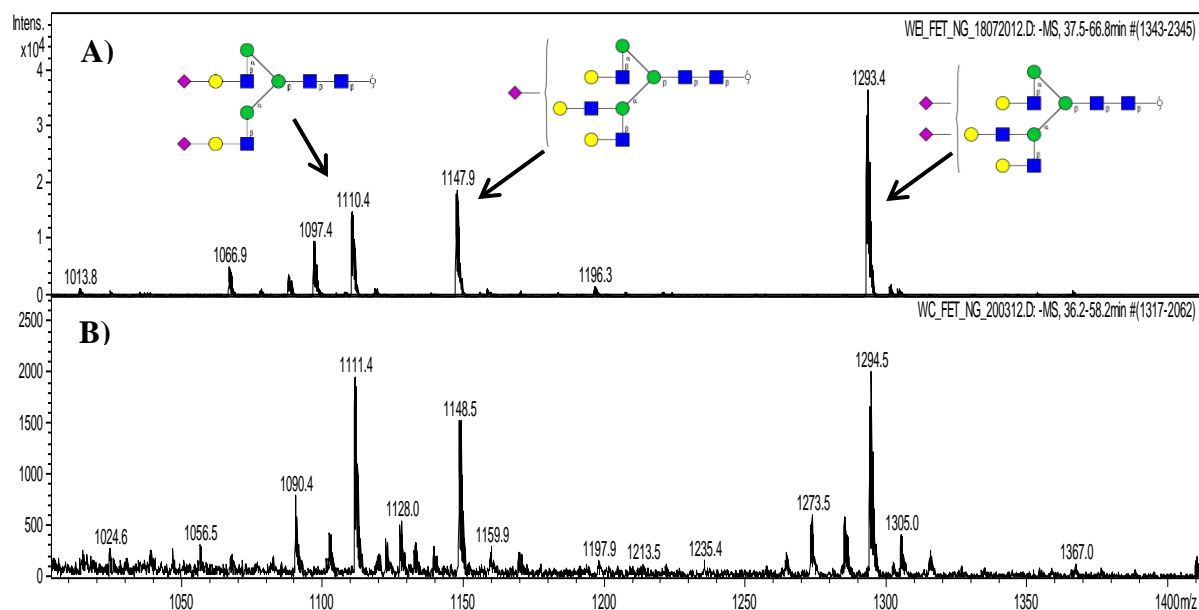 Intens.
x10⁴
WEI_FET_NG_18072012.D: -MS, 37.5-66.8min #(1343-2345)
A)
4
3
2
1
0
1013.8
1066.9
1097.4
1110.4
1147.9
1196.3
1293.4
α
β
β
β
β
α
β
α
β
β
β
β
α
β
α
β
β
β
β
α
β
WC_FET_NG_200312.D: -MS, 36.2-58.2min #(1317-2062)
B)
2500
2000
1500
1000
500
0
1024.6
1056.5
1090.4
1111.4
1128.0
1148.5
1159.9
1197.9
1213.5
1235.4
1273.5
1294.5
1305.0
1367.0
1050
1100
1150
1200
1250
1300
1350
1400 m/z